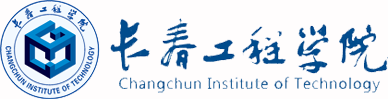 长春工程学院
CHANGCHUN INSTITUTE OF TECHNOLOGY
长春工程学院
Changchun Institute of Technology